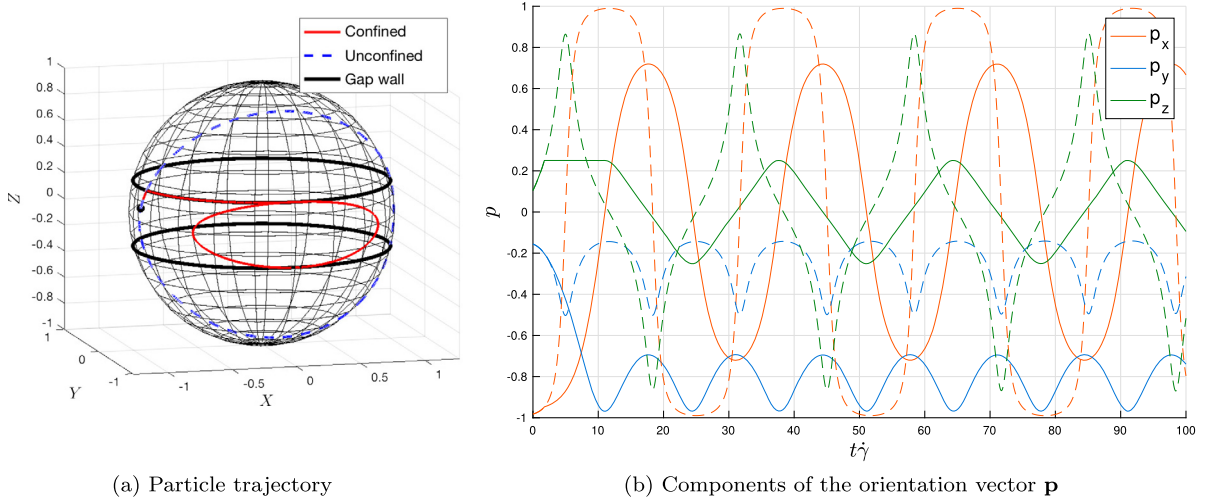 Confined
Unconfined
Gap wall
1
0.8
0.6
0.4
0.2
0
-0.2
-0.4
-0.6
-0.8
-1
Z
1
0
-1
Y
-1
-0.5
0
0.5
1
X
(a) Particle trajectory
1
0.8
0.6
0.4
0.2
0
-0.2
-0.4
-0.6
-0.8
-1
p
p_x
p_y
p_z
0 10 20 30 40 50 60 70 80 90 100
tγ̇
(b) Components of the orientation vector p